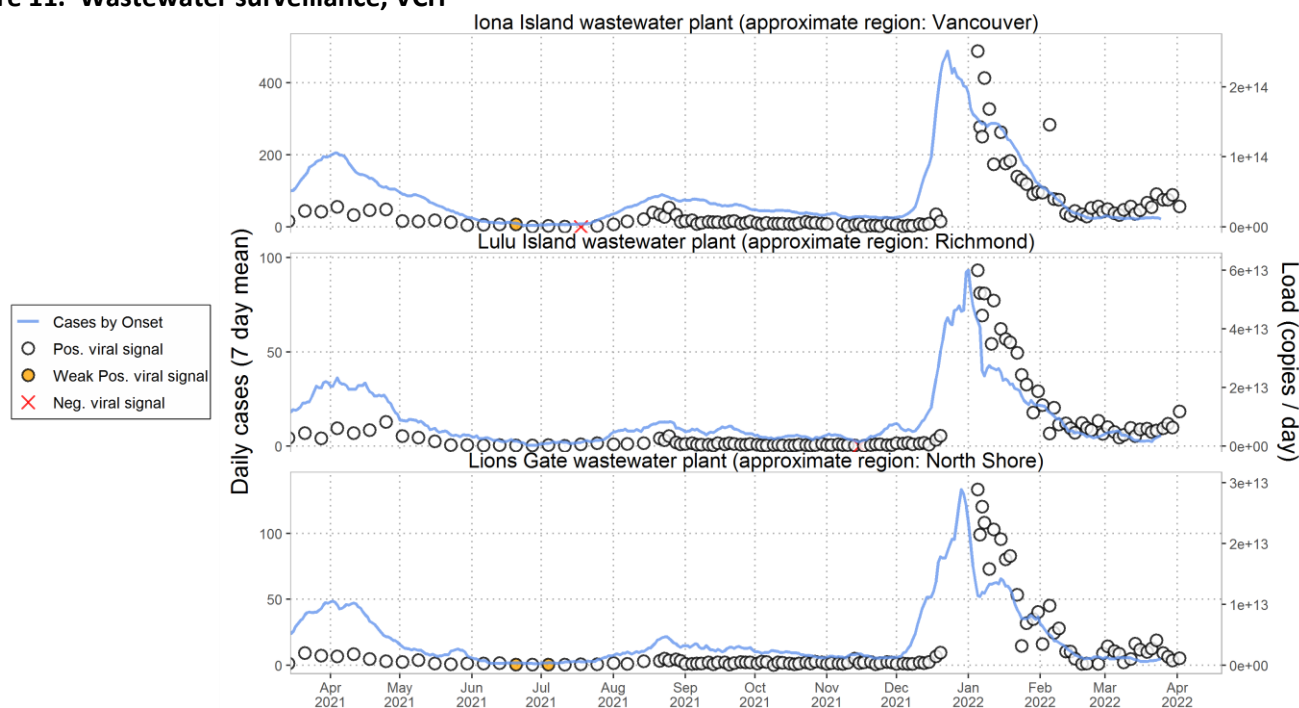 re 11: Wastewater surveillance, VCH
Iona Island wastewater plant (approximate region: Vancouver)
400
200
0
2e+14
1e+14
0e+00
Lulu Island wastewater plant (approximate region: Richmond)
100
50
0
6e+13
4e+13
2e+13
0e+00
Lions Gate wastewater plant (approximate region: North Shore)
100
50
0
3e+13
2e+13
1e+13
0e+00
Cases by Onset
Pos. viral signal
Weak Pos. viral signal
Neg. viral signal
Daily cases (7 day mean)
Load (copies / day)
Apr May Jun Jul Aug Sep Oct Nov Dec Jan Feb Mar Apr
2021 2021 2021 2021 2021 2021 2021 2021 2021 2022 2022 2022 2022